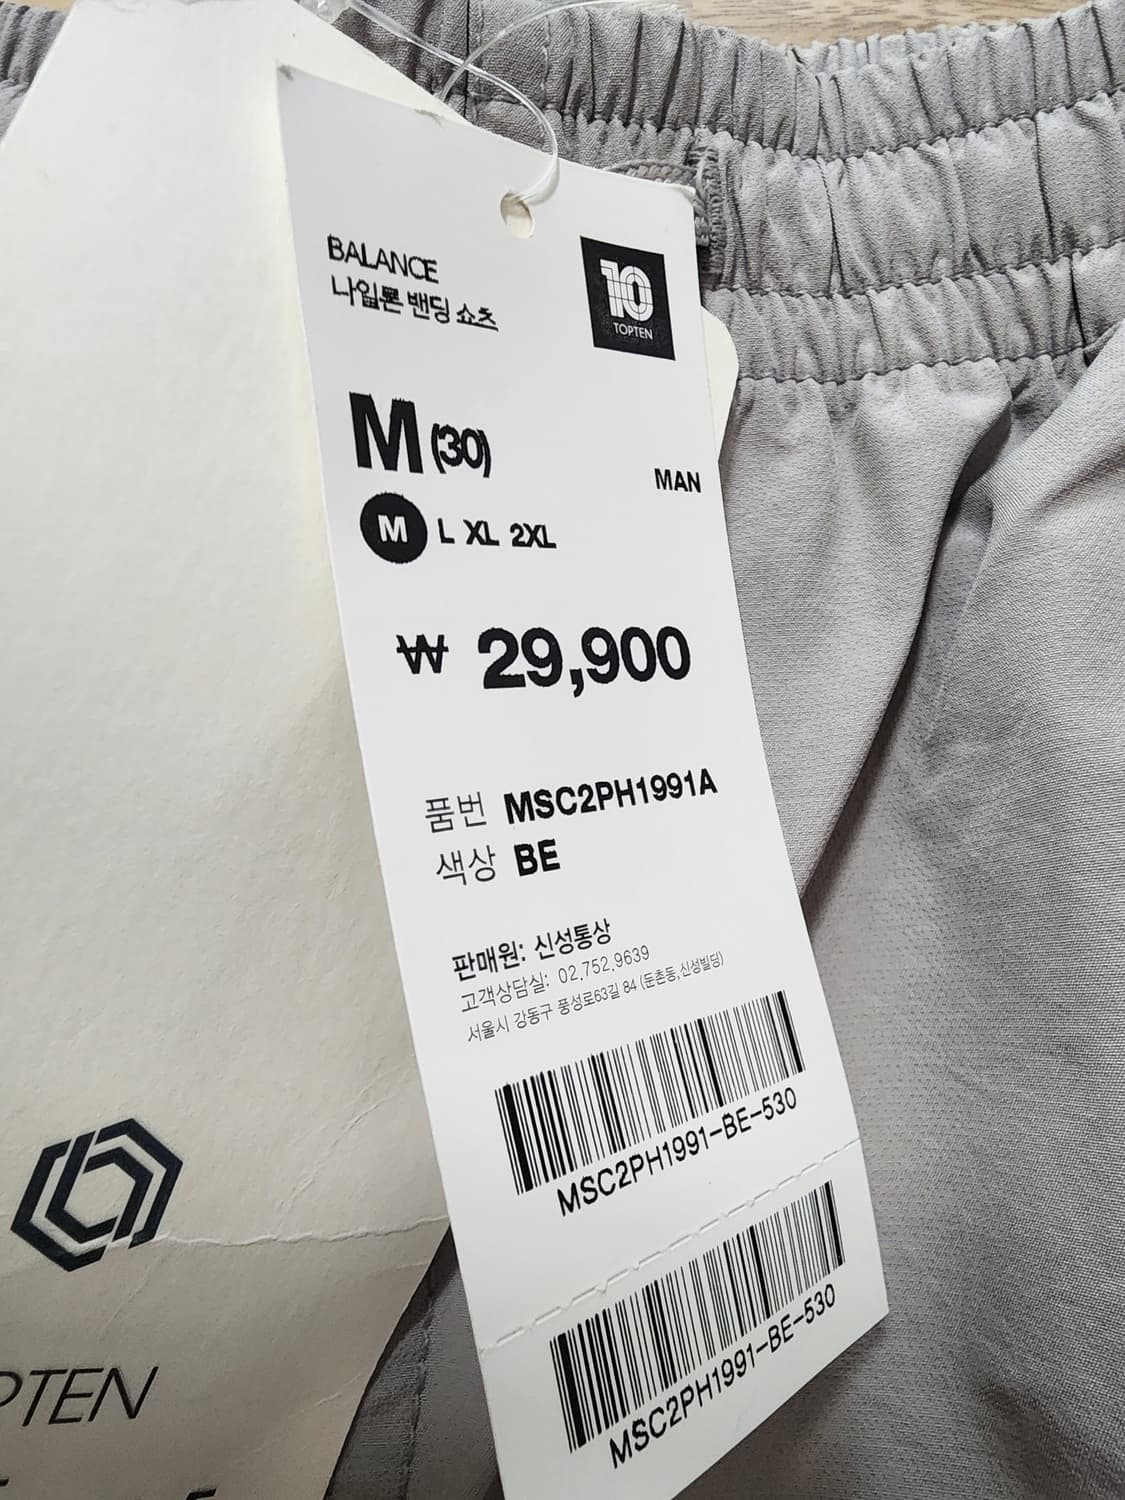 BALANCE
나일론 밴딩 쇼츠
10
TOPTEN
M (30)
MAN
M L XL 2XL
₩ 29,900
품번 MSC2PH1991A
색상 BE
판매원: 신성통상
고객상담실: 02.752.9639
서울시 강동구 풍성로63길 84 (둔촌동,신성빌딩)
MSC2PH1991-BE-530
MSC2PH1991-BE-530
OPTEN